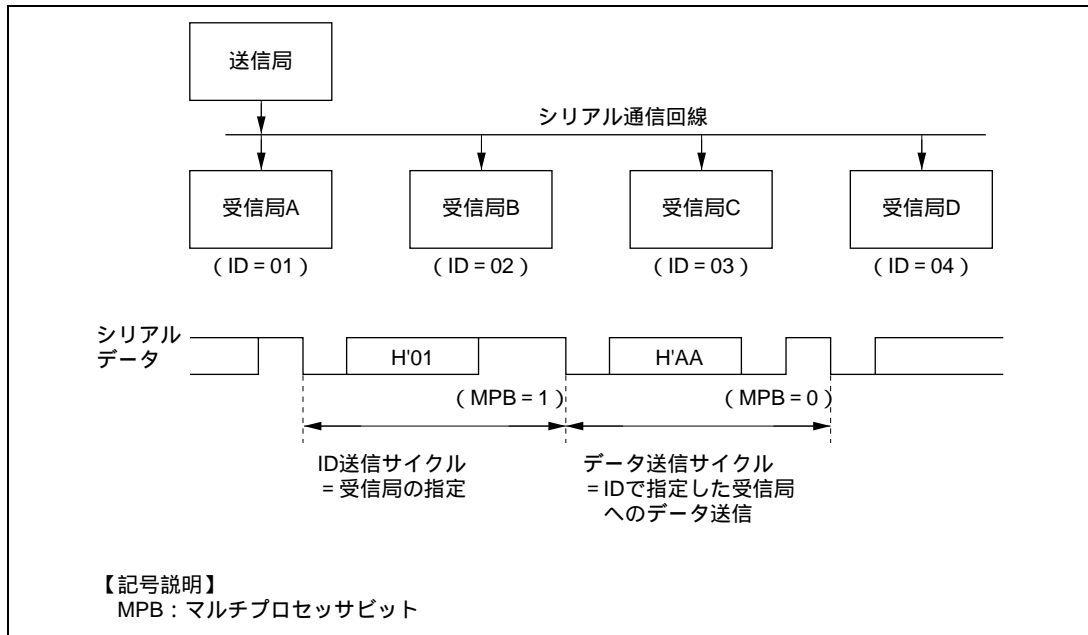 送信局
シリアル通信回線
受信局A
受信局B
受信局C
受信局D
（ID＝01）
（ID＝02）
（ID＝03）
（ID＝04）
シリアル
データ
H'01
H'AA
（MPB＝1）
（MPB＝0）
ID送信サイクル
＝受信局の指定
データ送信サイクル
＝IDで指定した受信局
へのデータ送信
【記号説明】
MPB：マルチプロセッサビット